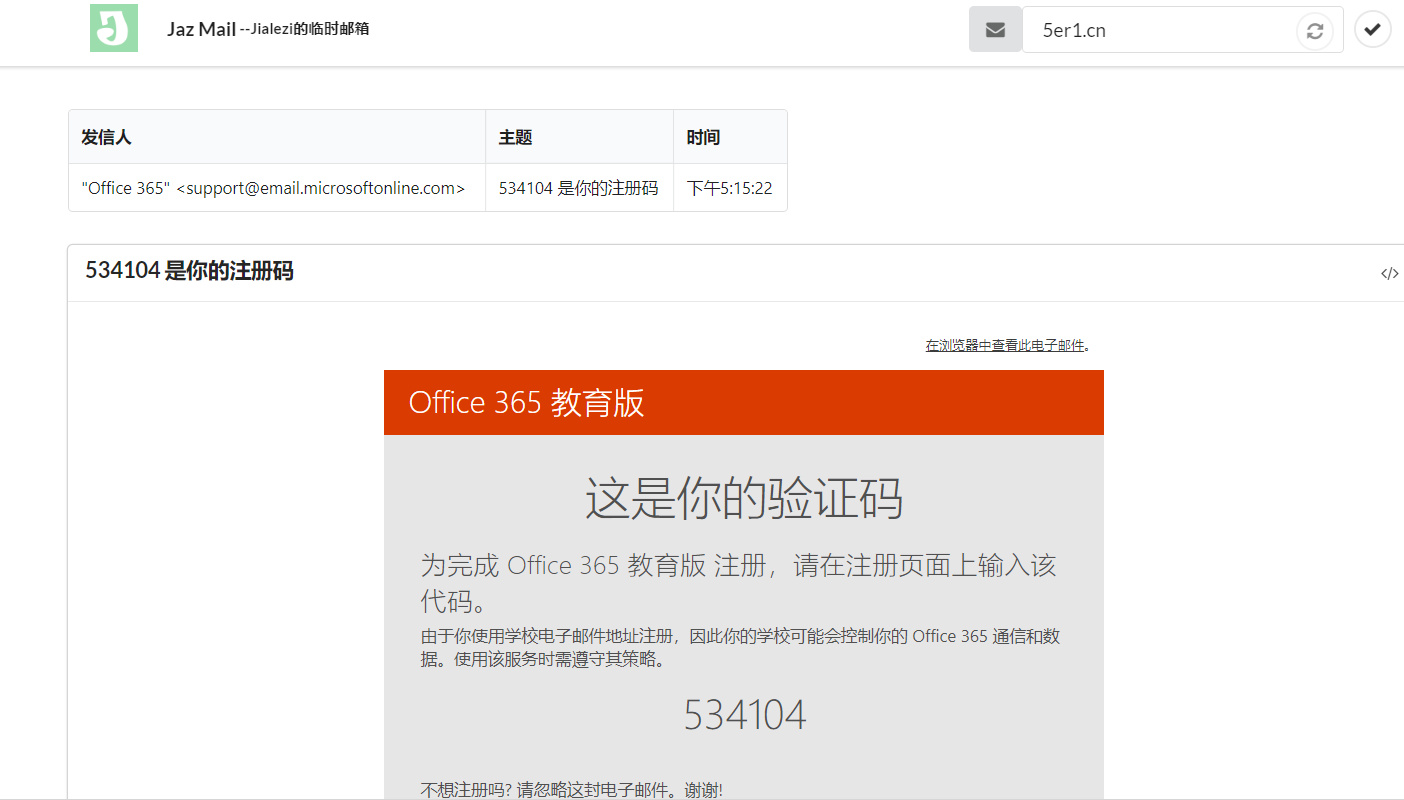 Jaz Mail --Jialezi的临时邮箱
5er1.cn
发信人 主题 时间
"Office 365" <support@email.microsoftonline.com> 534104 是你的注册码 下午5:15:22
534104 是你的注册码
</>
在浏览器中查看此电子邮件。
Office 365 教育版
这是你的验证码
为完成 Office 365 教育版 注册，请在注册页面上输入该
代码。
由于你使用学校电子邮件地址注册，因此你的学校可能会控制你的 Office 365 通信和数
据。使用该服务时需遵守其策略。
534104
不想注册吗? 请忽略这封电子邮件。谢谢!